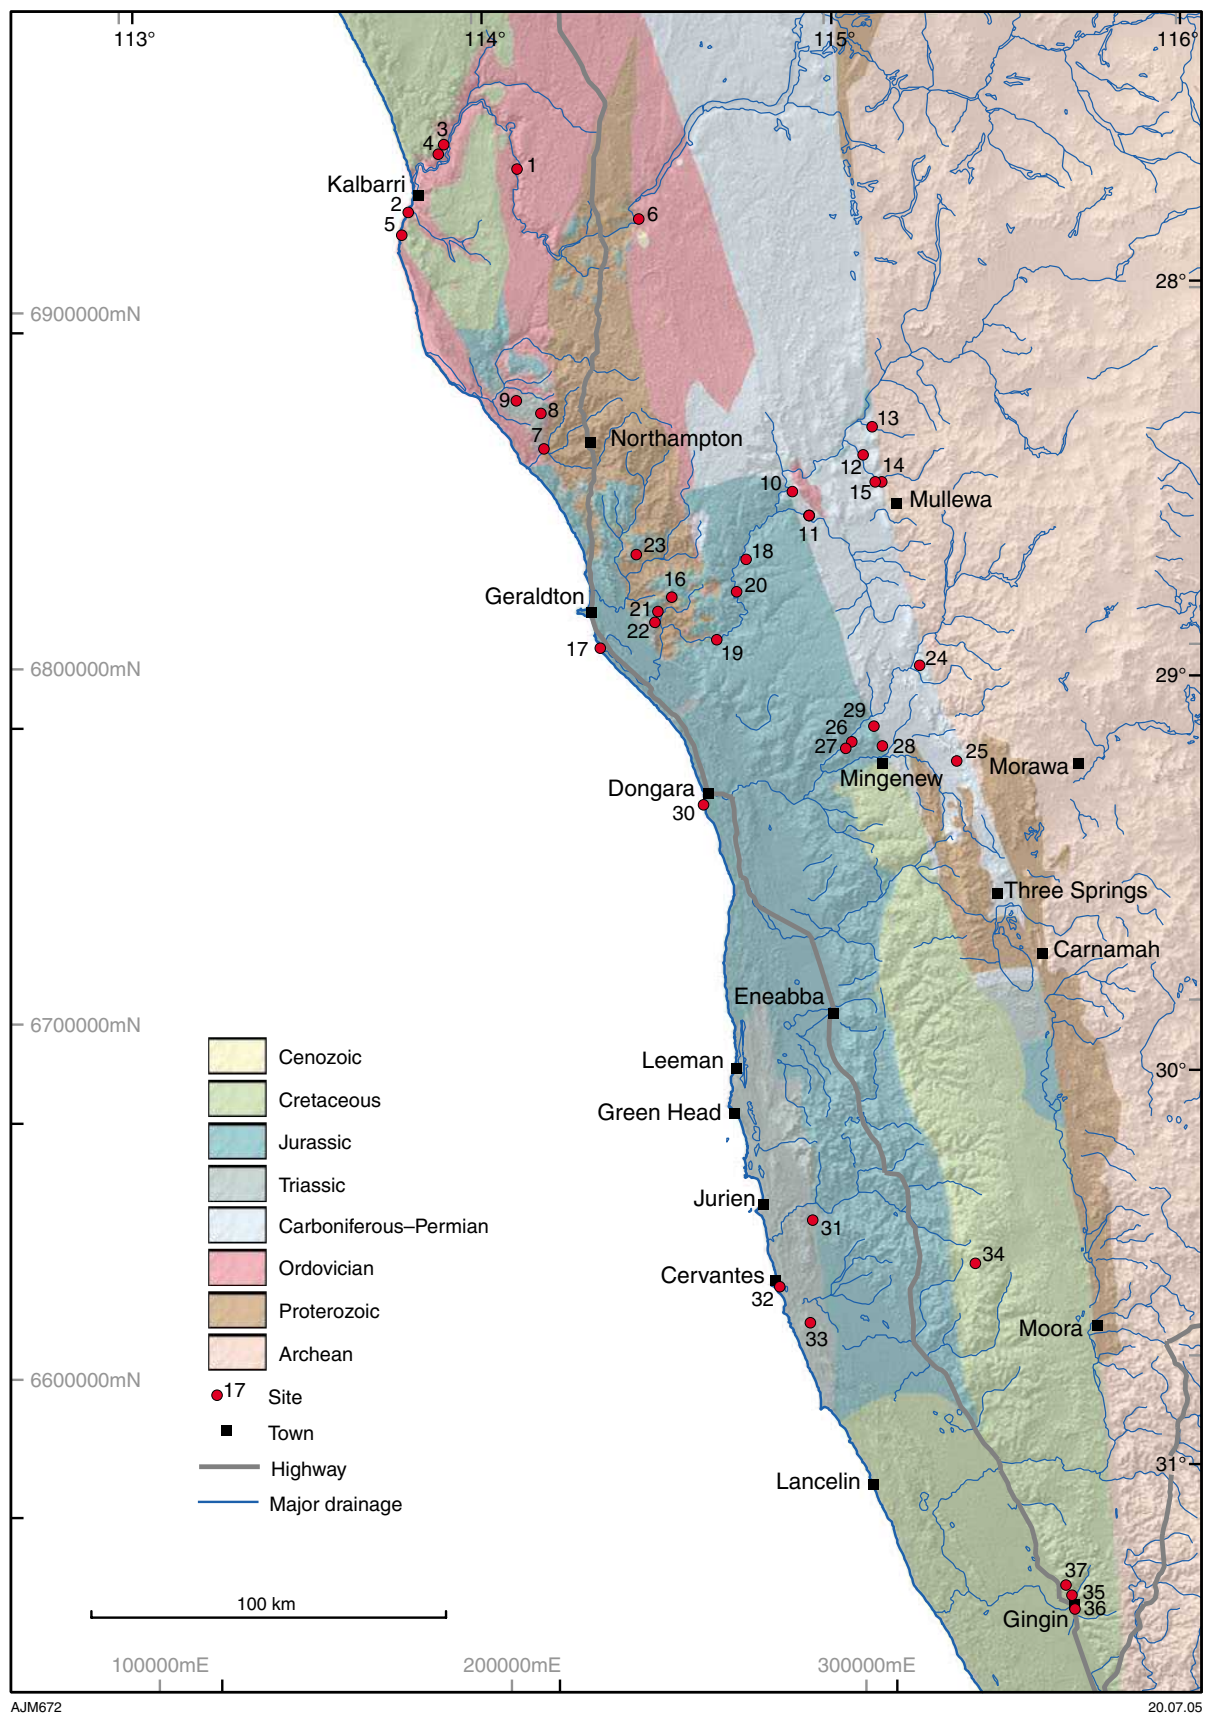 113°
114°
115°
116°
3
4
1
Kalbarri
2
6
5
28°
6900000mN
9
8
7
Northampton
13
12
14
10
15
Mullewa
11
23
18
16
20
Geraldton
21
22
17
19
24
6800000mN
29°
29
26
27
28
25
Morawa
Mingenew
Dongara
30
Three Springs
Carnamah
Eneabba
6700000mN
Leeman
30°
Green Head
Jurien
31
34
Cervantes
32
33
Moora
6600000mN
31°
Lancelin
37
35
36
Gingin
Cenozoic
Cretaceous
Jurassic
Triassic
Carboniferous–Permian
Ordovician
Proterozoic
Archean
17 Site
Town
Highway
Major drainage
100 km
100000mE
200000mE
300000mE
AJM672
20.07.05